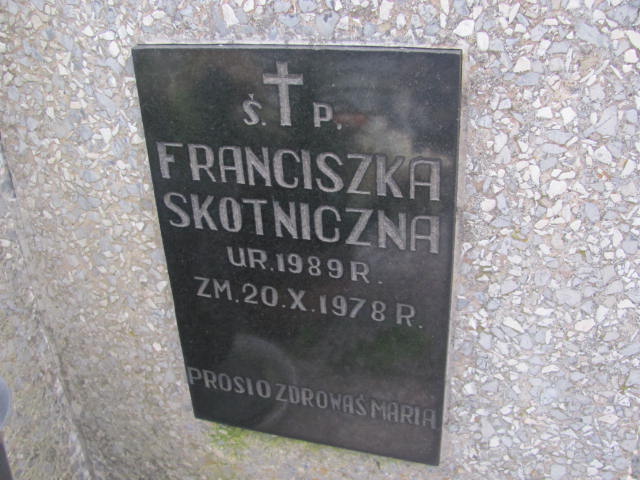 Ś. P.
FRANCISZKA
SKOTNICZNA
UR. 1989 R.
ZM. 20. X. 1978 R.
PROSI O ZDROWAŚ MARIA